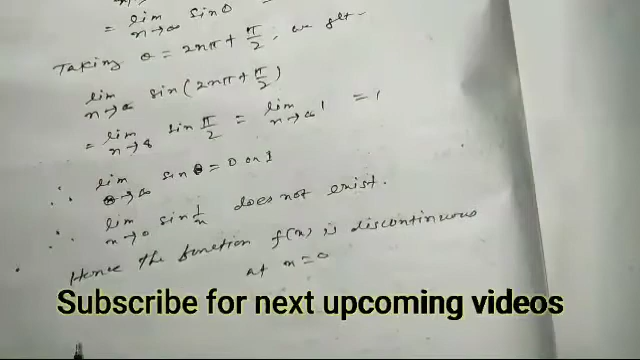 = lim n→∞ sin θ =
Taking θ = 2nπ + π/2, we get-
lim n→∞ sin(2nπ + π/2)
= lim n→∞ sin π/2 = lim n→∞ 1 = 1
∴ lim θ→∞ sin θ = 0 or 1
∴ lim x→0 sin 1/x does not exist.
Hence the function f(x) is discontinuous
at x = 0
Subscribe for next upcoming videos